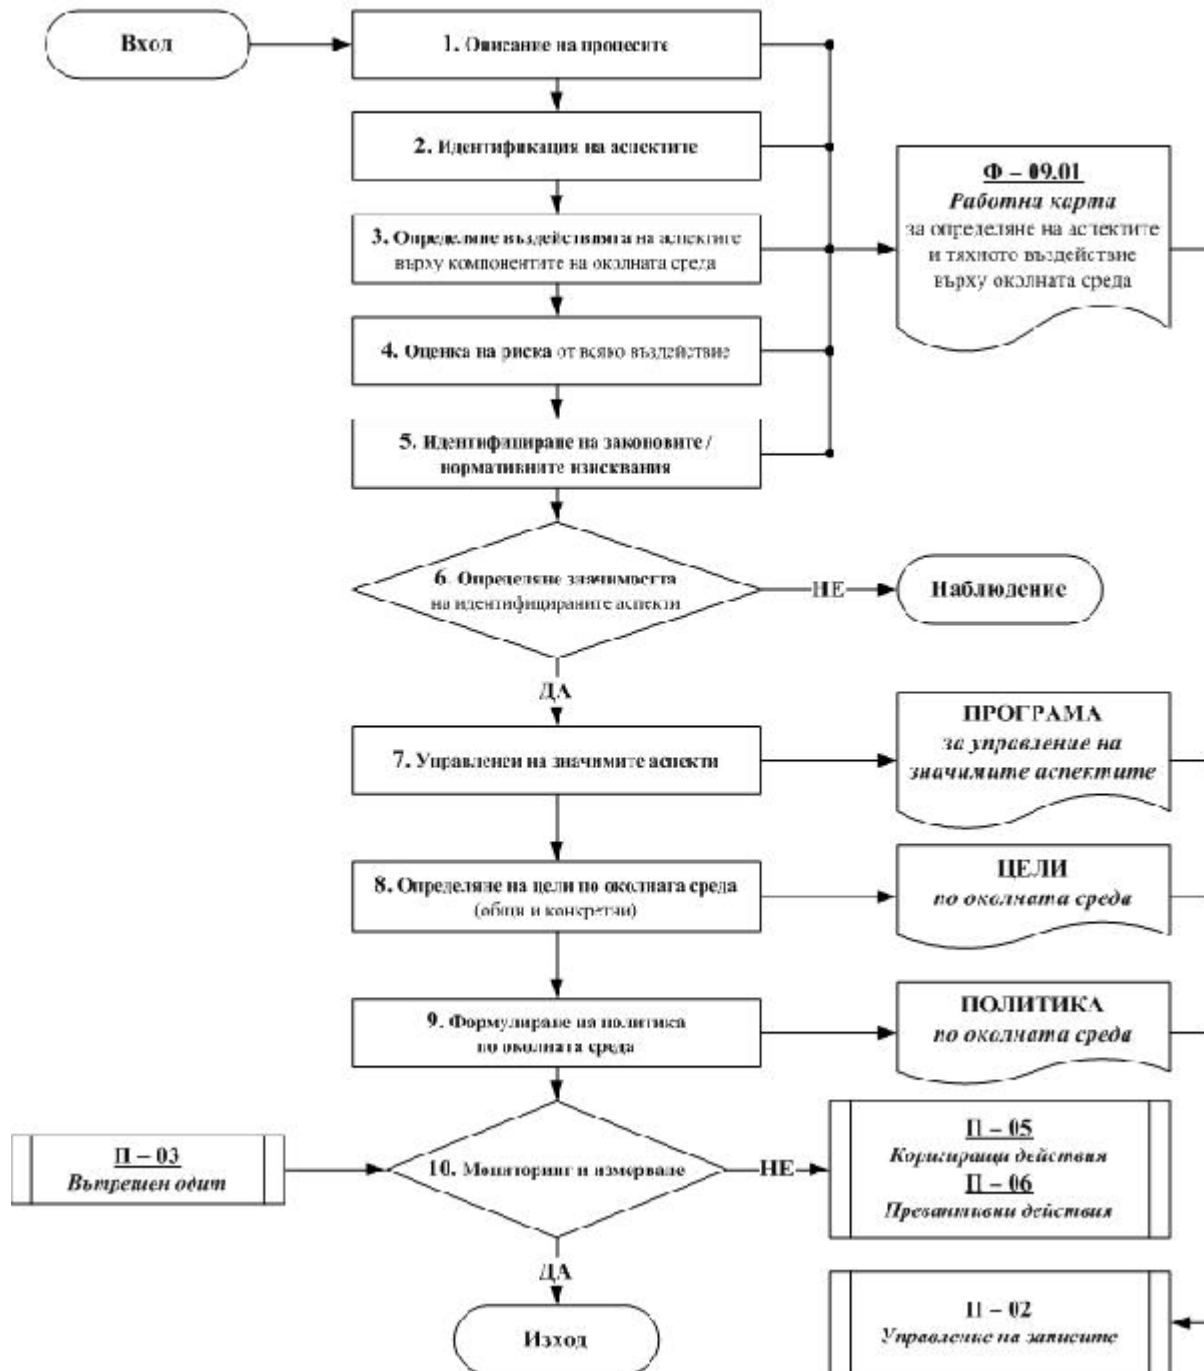 Вход
1. Описание на процесите
2. Идентификация на аспектите
3. Определяне въздействията на аспектите
върху компонентите на околната среда
Ф – 09.01
Работна карта
за определяне на аспектите
и тяхното въздействие
върху околната среда
4. Оценка на риска от всяко въздействие
5. Идентифициране на законовите /
нормативните изисквания
6. Определяне значимостта
на идентифицираните аспекти
НЕ
Наблюдение
ДА
7. Управленеи на значимите аспекти
ПРОГРАМА
за управление на
значимите аспектите
8. Определяне на цели по околната среда
(общи и конкретни)
ЦЕЛИ
по околната среда
9. Формулиране на политика
по околната среда
ПОЛИТИКА
по околната среда
П – 03
Вътрешен одит
10. Мониторинг и измерване
НЕ
П – 05
Коригиращи действия
П – 06
Превантивни действия
ДА
Изход
П – 02
Управление на записите